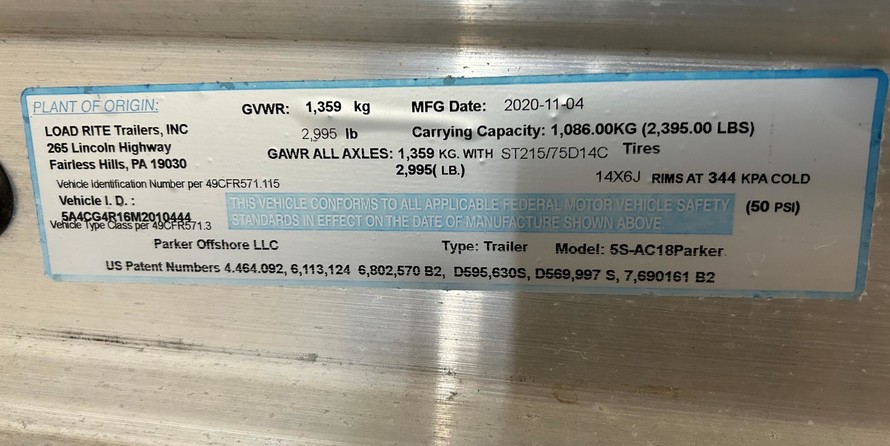 PLANT OF ORIGIN:
GVWR: 1,359 kg MFG Date: 2020-11-04
LOAD RITE Trailers, INC 2,995 lb Carrying Capacity: 1,086.00KG (2,395.00 LBS)
265 Lincoln Highway GAWR ALL AXLES: 1,359 KG. WITH ST215/75D14C Tires
Fairless Hills, PA 19030 2,995( LB.)
14X6J RIMS AT 344 KPA COLD
Vehicle Identification Number per 49CFR571.115
Vehicle I. D. : THIS VEHICLE CONFORMS TO ALL APPLICABLE FEDERAL MOTOR VEHICLE SAFETY (50 PSI)
5A4CG4R16M2010444
Vehicle Type Class per 49CFR571.3 STANDARDS IN EFFECT ON THE DATE OF MANUFACTURE SHOWN ABOVE.
Parker Offshore LLC Type: Trailer Model: 5S-AC18Parker
US Patent Numbers 4.464.092, 6,113,124 6,802,570 B2, D595,630S, D569,997 S, 7,690161 B2